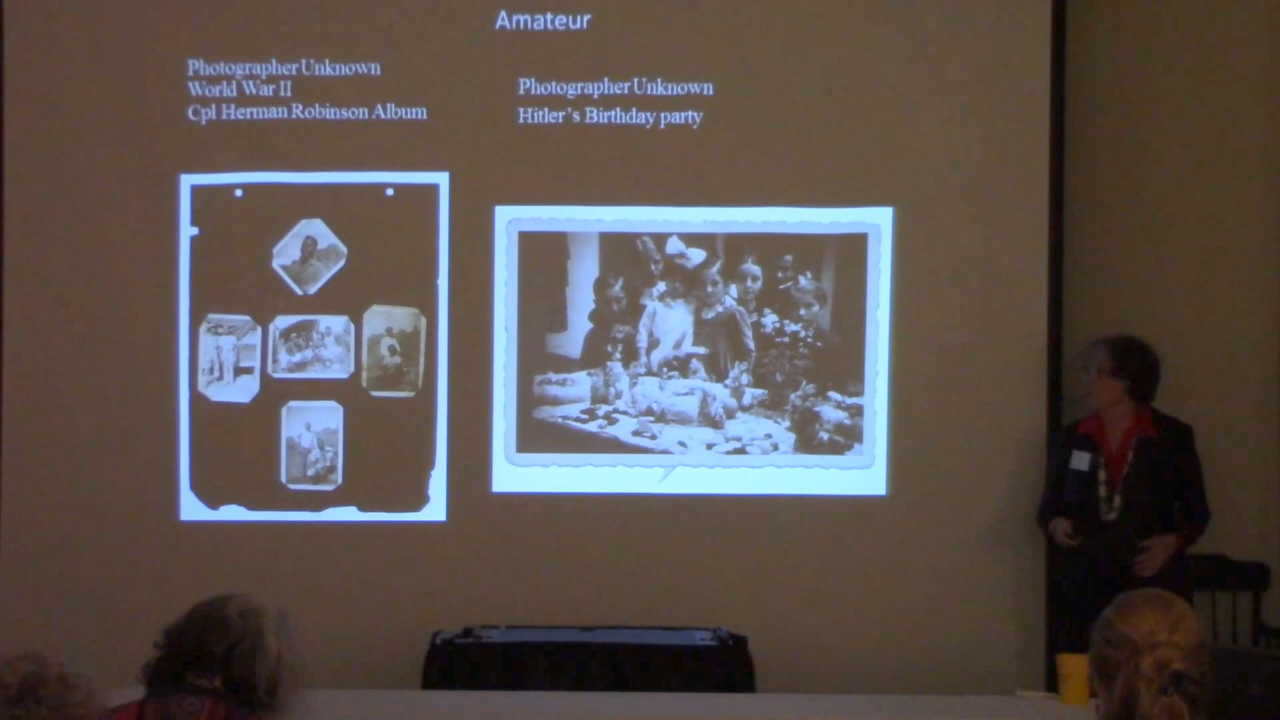 Amateur
Photographer Unknown
World War II
Cpl Herman Robinson Album
Photographer Unknown
Hitler's Birthday party